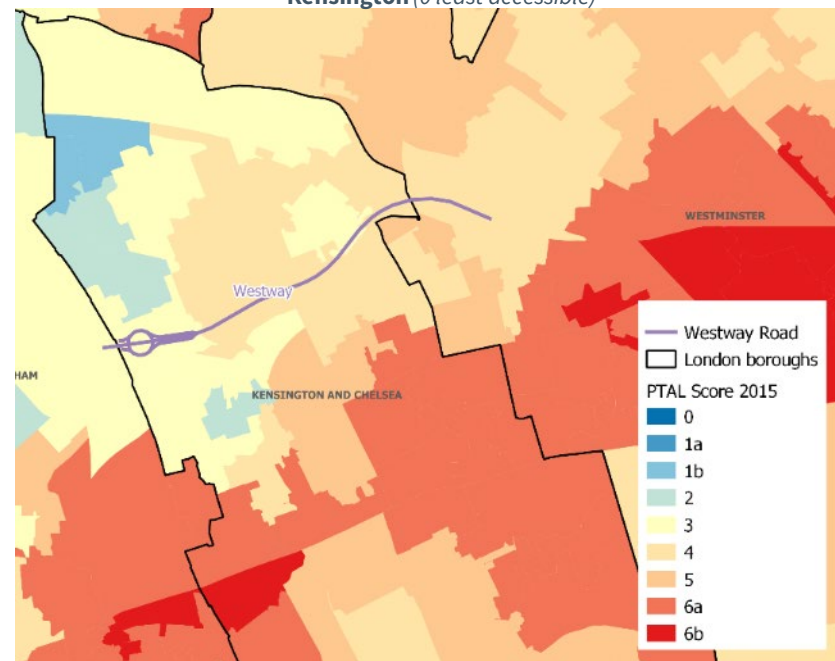 Kensington (0 least accessible)
WESTMINSTER
Westway
HAM
KENSINGTON AND CHELSEA
Westway Road
London boroughs
PTAL Score 2015
0
1a
1b
2
3
4
5
6a
6b